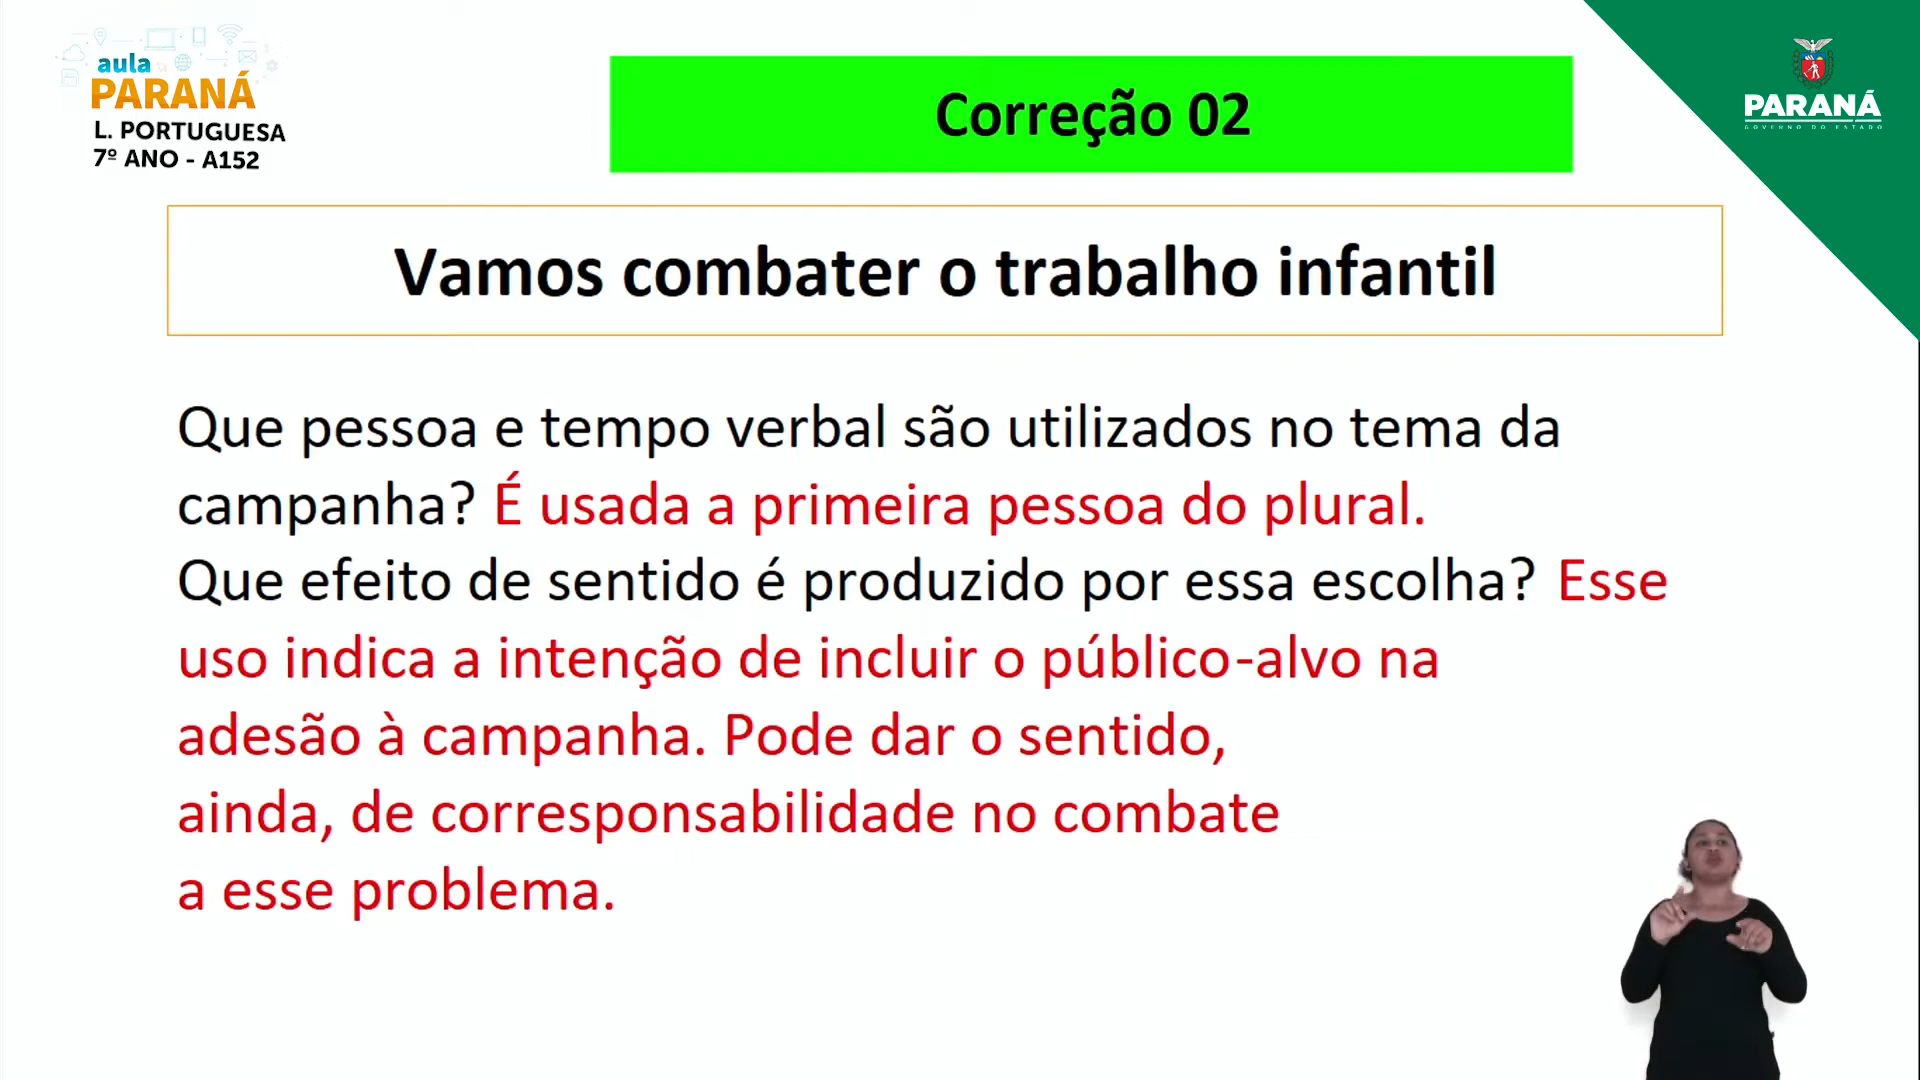 aula
PARANÁ
L. PORTUGUESA
7º ANO - A152
Correção 02
PARANÁ
GOVERNO DO ESTADO
Vamos combater o trabalho infantil
Que pessoa e tempo verbal são utilizados no tema da
campanha? É usada a primeira pessoa do plural.
Que efeito de sentido é produzido por essa escolha? Esse
uso indica a intenção de incluir o público-alvo na
adesão à campanha. Pode dar o sentido,
ainda, de corresponsabilidade no combate
a esse problema.